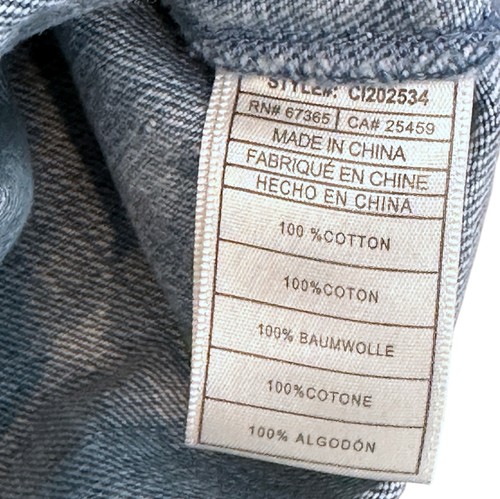 STYLE#: CI202534
RN# 67365 CA# 25459
MADE IN CHINA
FABRIQUÉ EN CHINE
HECHO EN CHINA
100 %COTTON
100%COTON
100% BAUMWOLLE
100%COTONE
100% ALGODÓN